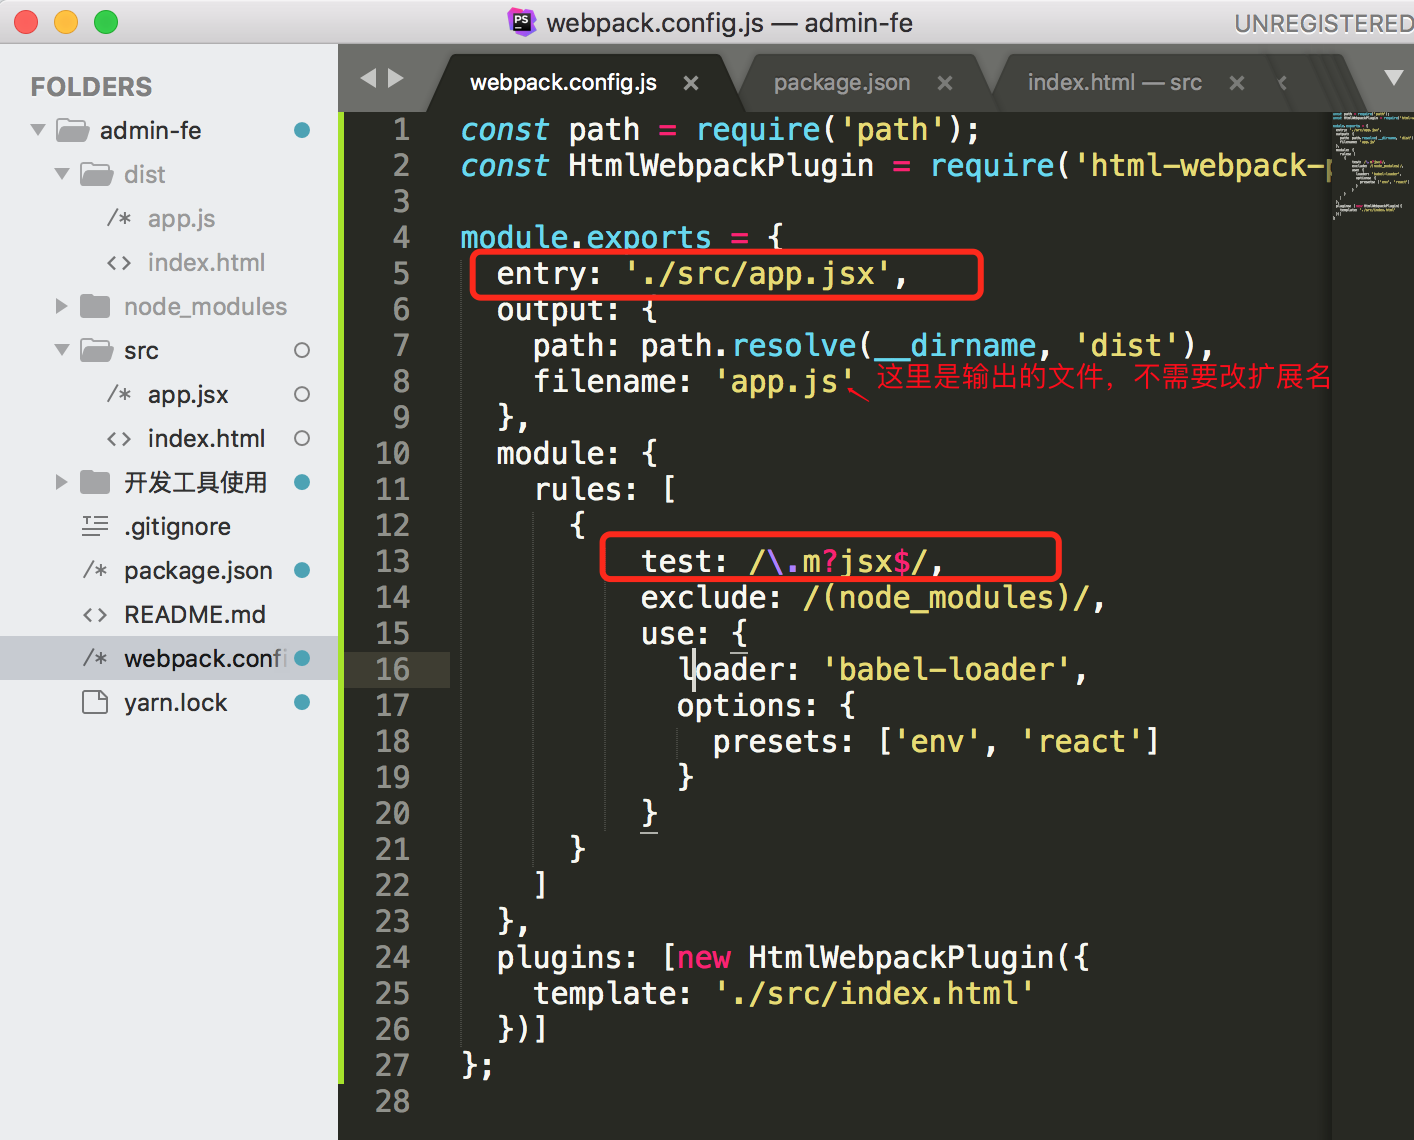 webpack.config.js — admin-fe
UNREGISTERED
FOLDERS
admin-fe
dist
/* app.js
<> index.html
node_modules
src
/* app.jsx
<> index.html
开发工具使用
.gitignore
/* package.json
<> README.md
/* webpack.confi
yarn.lock
webpack.config.js ×
package.json ×
index.html — src ×
1 const path = require('path');
2 const HtmlWebpackPlugin = require('html-webpack-p
3
4 module.exports = {
5 entry: './src/app.jsx',
6 output: {
7 path: path.resolve(__dirname, 'dist'),
8 filename: 'app.js' 这里是输出的文件，不需要改扩展名
9 },
10 module: {
11 rules: [
12 {
13 test: /\.m?jsx$/,
14 exclude: /(node_modules)/,
15 use: {
16 loader: 'babel-loader',
17 options: {
18 presets: ['env', 'react']
19 }
20 }
21 }
22 ]
23 },
24 plugins: [new HtmlWebpackPlugin({
25 template: './src/index.html'
26 })]
27 };
28